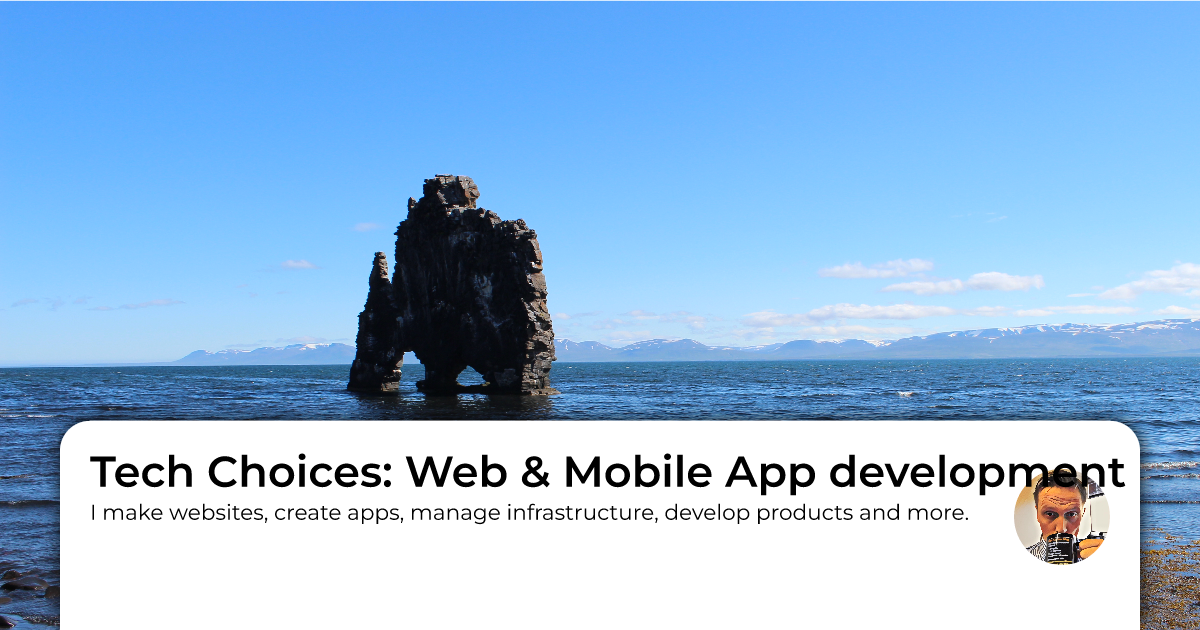 Tech Choices: Web & Mobile App development
I make websites, create apps, manage infrastructure, develop products and more.